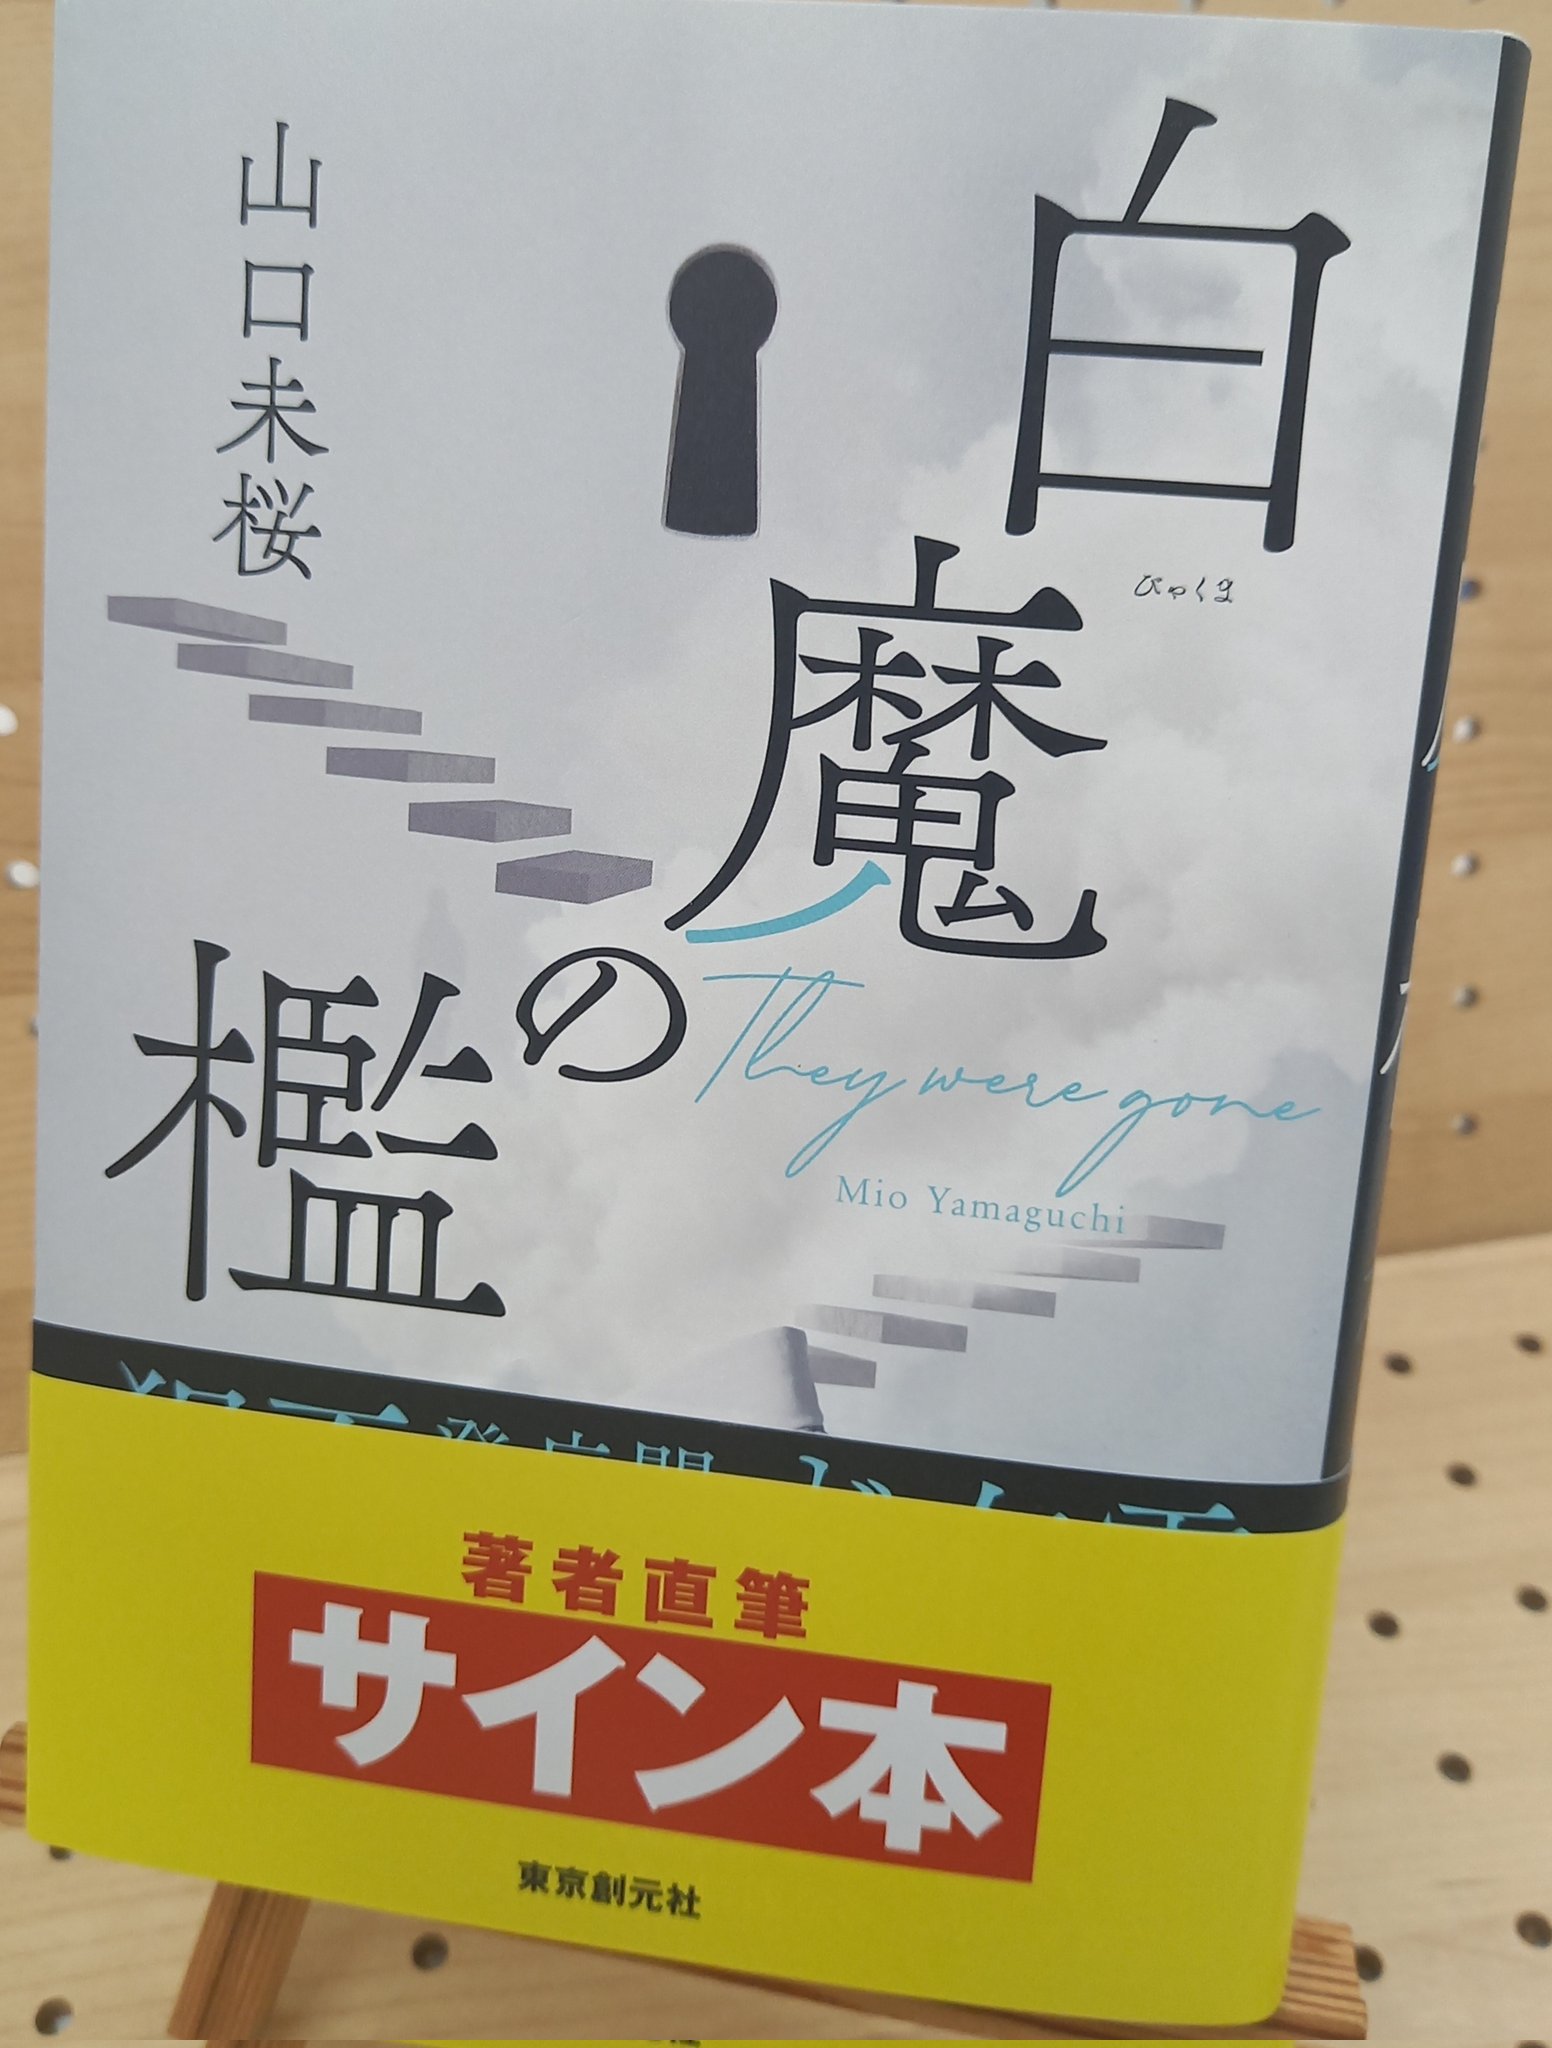 白魔の檻
びゃくま
山口未桜
They were gone
Mio Yamaguchi
著者直筆
サイン本
東京創元社